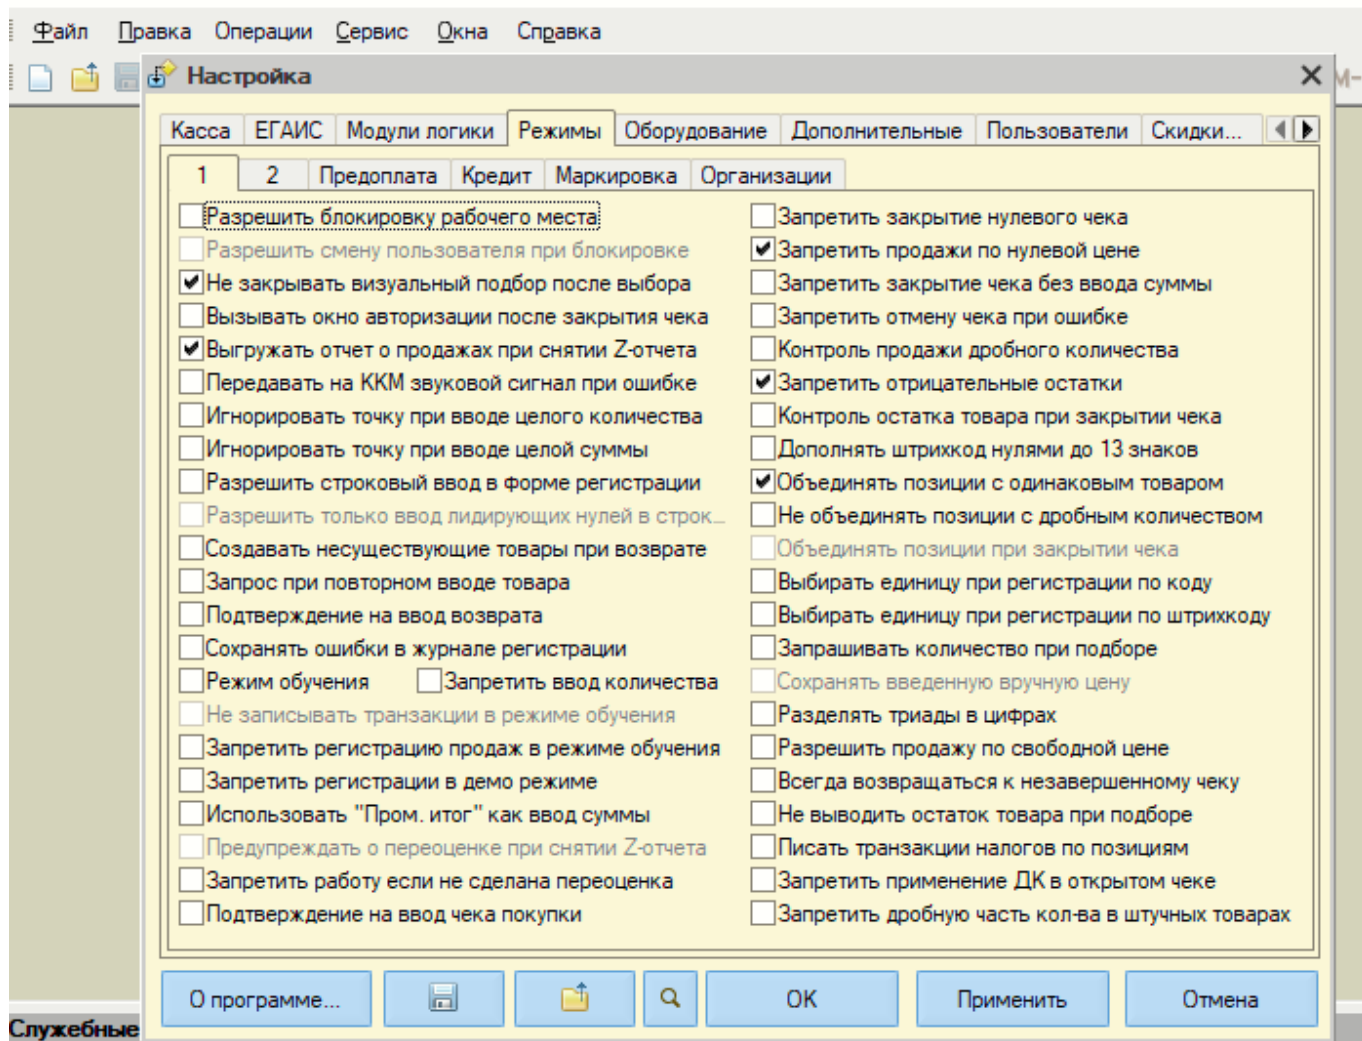 Файл Правка Операции Сервис Окна Справка
Настройка
М-
Касса ЕГАИС Модули логики Режимы Оборудование Дополнительные Пользователи Скидки...
1 2 Предоплата Кредит Маркировка Организации
Разрешить блокировку рабочего места
Разрешить смену пользователя при блокировке
Не закрывать визуальный подбор после выбора
Вызывать окно авторизации после закрытия чека
Выгружать отчет о продажах при снятии Z-отчета
Передавать на ККМ звуковой сигнал при ошибке
Игнорировать точку при вводе целого количества
Игнорировать точку при вводе целой суммы
Разрешить строковый ввод в форме регистрации
Разрешить только ввод лидирующих нулей в строк...
Создавать несуществующие товары при возврате
Запрос при повторном вводе товара
Подтверждение на ввод возврата
Сохранять ошибки в журнале регистрации
Режим обучения Запретить ввод количества
Не записывать транзакции в режиме обучения
Запретить регистрацию продаж в режиме обучения
Запретить регистрации в демо режиме
Использовать "Пром. итог" как ввод суммы
Предупреждать о переоценке при снятии Z-отчета
Запретить работу если не сделана переоценка
Подтверждение на ввод чека покупки
Запретить закрытие нулевого чека
Запретить продажи по нулевой цене
Запретить закрытие чека без ввода суммы
Запретить отмену чека при ошибке
Контроль продажи дробного количества
Запретить отрицательные остатки
Контроль остатка товара при закрытии чека
Дополнять штрихкод нулями до 13 знаков
Объединять позиции с одинаковым товаром
Не объединять позиции с дробным количеством
Объединять позиции при закрытии чека
Выбирать единицу при регистрации по коду
Выбирать единицу при регистрации по штрихкоду
Запрашивать количество при подборе
Сохранять введенную вручную цену
Разделять триады в цифрах
Разрешить продажу по свободной цене
Всегда возвращаться к незавершенному чеку
Не выводить остаток товара при подборе
Писать транзакции налогов по позициям
Запретить применение ДК в открытом чеке
Запретить дробную часть кол-ва в штучных товарах
О программе... ОК Применить Отмена
Служебные